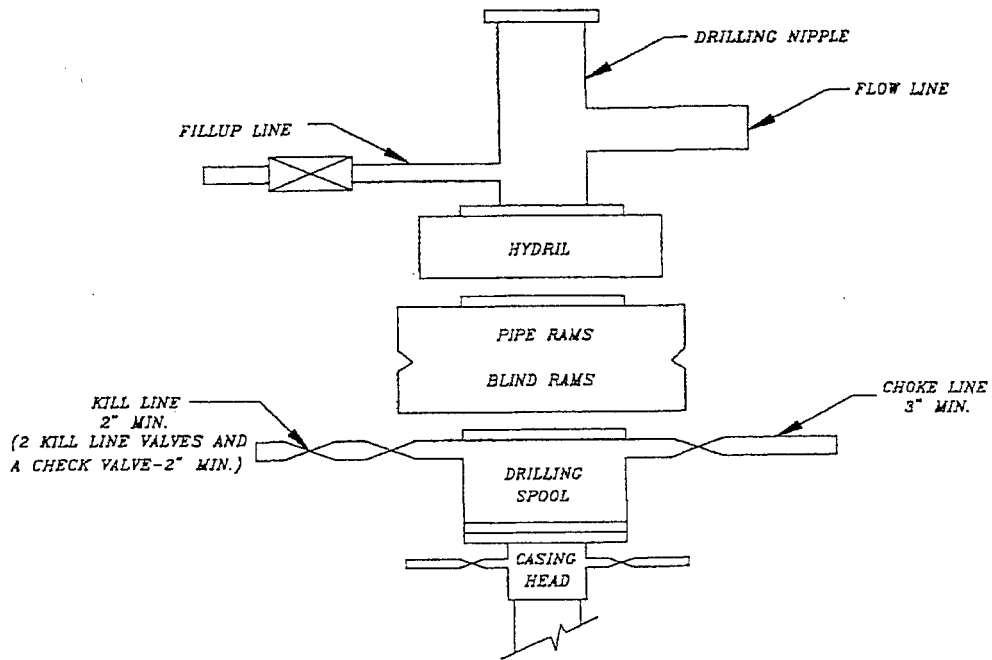 DRILLING NIPPLE
FLOW LINE
FILLUP LINE
HYDRIL
PIPE RAMS
BLIND RAMS
KILL LINE
2" MIN.
(2 KILL LINE VALVES AND
A CHECK VALVE-2" MIN.)
CHOKE LINE
3" MIN.
DRILLING
SPOOL
CASING
HEAD